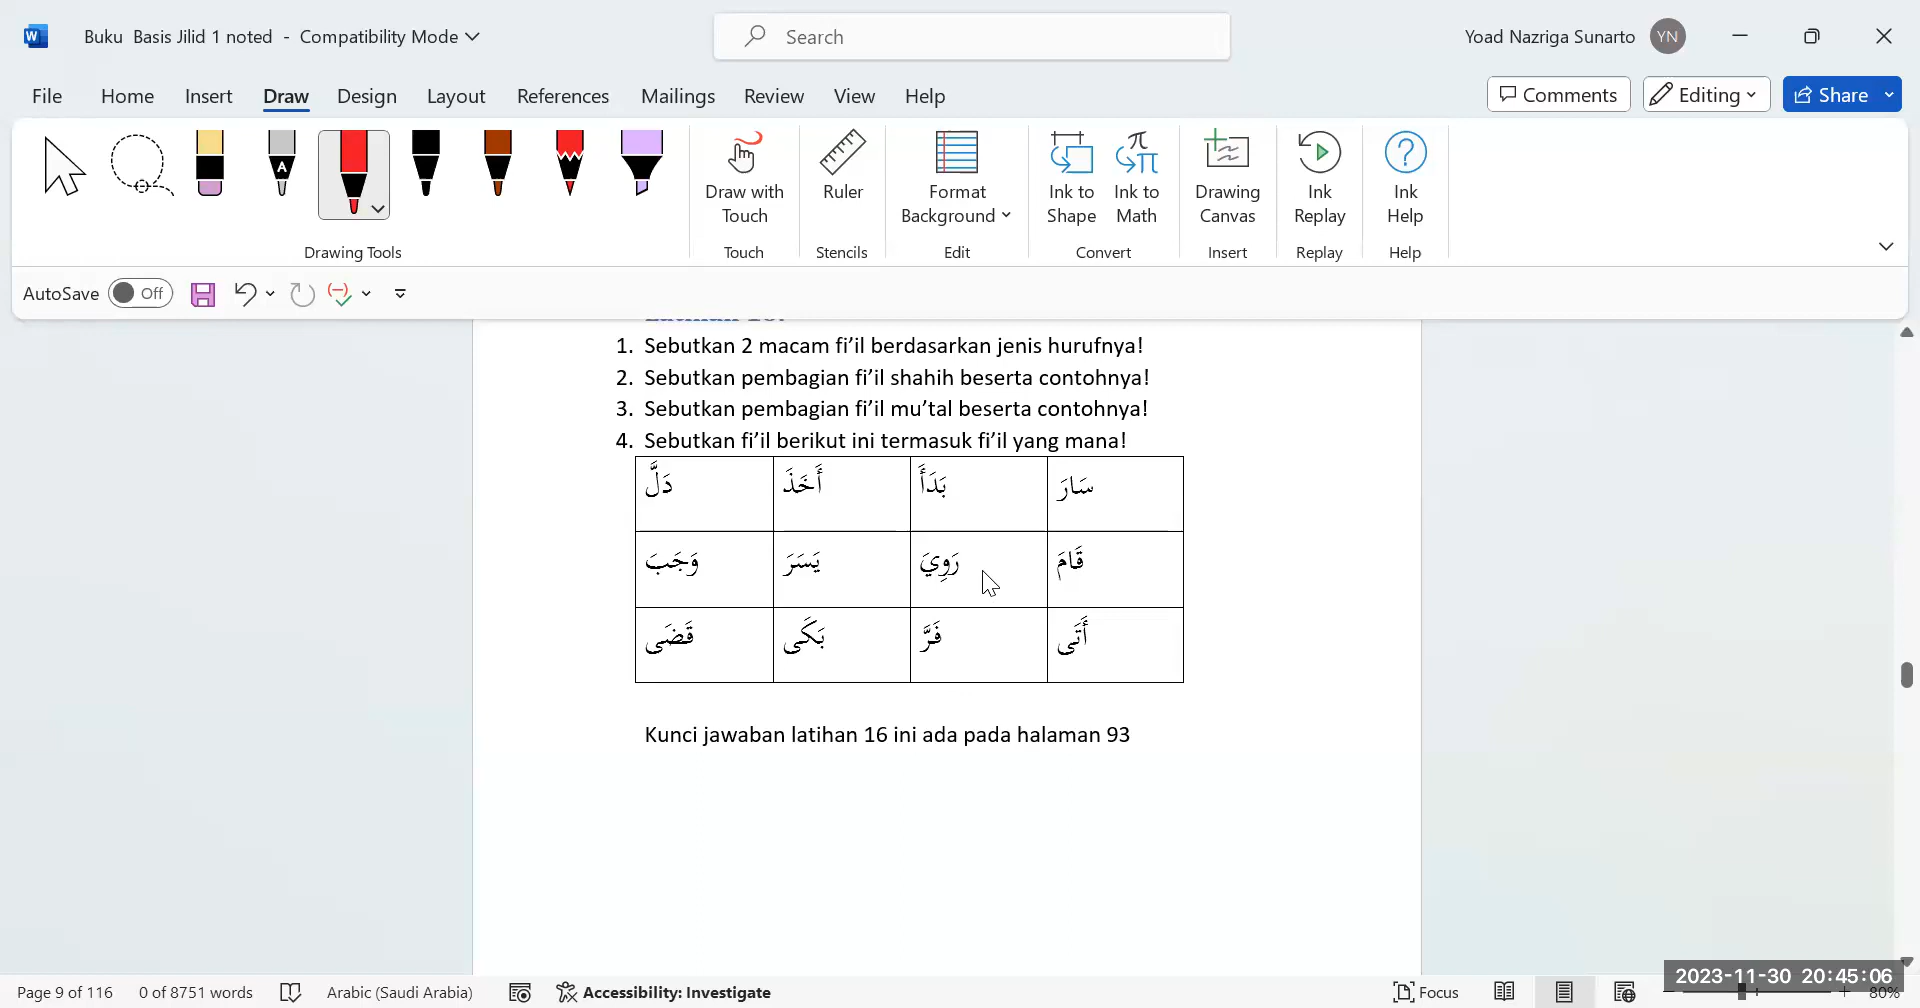 Buku Basis Jilid 1 noted - Compatibility Mode
Search
Yoad Nazriga Sunarto YN
File Home Insert Draw Design Layout References Mailings Review View Help
Comments Editing Share
A
Draw with Touch
Ruler
Format Background
Ink to Shape
Ink to Math
Drawing Canvas
Ink Replay
Ink Help
Drawing Tools Touch Stencils Edit Convert Insert Replay Help
AutoSave Off
1. Sebutkan 2 macam fi’il berdasarkan jenis hurufnya!
2. Sebutkan pembagian fi’il shahih beserta contohnya!
3. Sebutkan pembagian fi’il mu’tal beserta contohnya!
4. Sebutkan fi’il berikut ini termasuk fi’il yang mana!
سَارَ بَدَأَ أَخَذَ دَلَّ
قَامَ رَوِيَ يَسَرَ وَجَبَ
أَتَى فَرَّ بَكَى قَضَى
Kunci jawaban latihan 16 ini ada pada halaman 93
Page 9 of 116 0 of 8751 words Arabic (Saudi Arabia) Accessibility: Investigate Focus 80%
2023-11-30 20:45:06